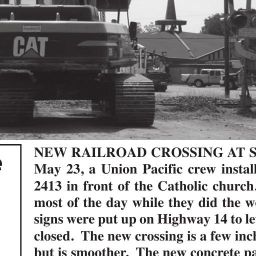 CAT
NEW RAILROAD CROSSING AT
May 23, a Union Pacific crew
2413 in front of the Catholic church.
most of the day while they did the
signs were put up on Highway 14 to
closed. The new crossing is a few
but is smoother. The new concrete